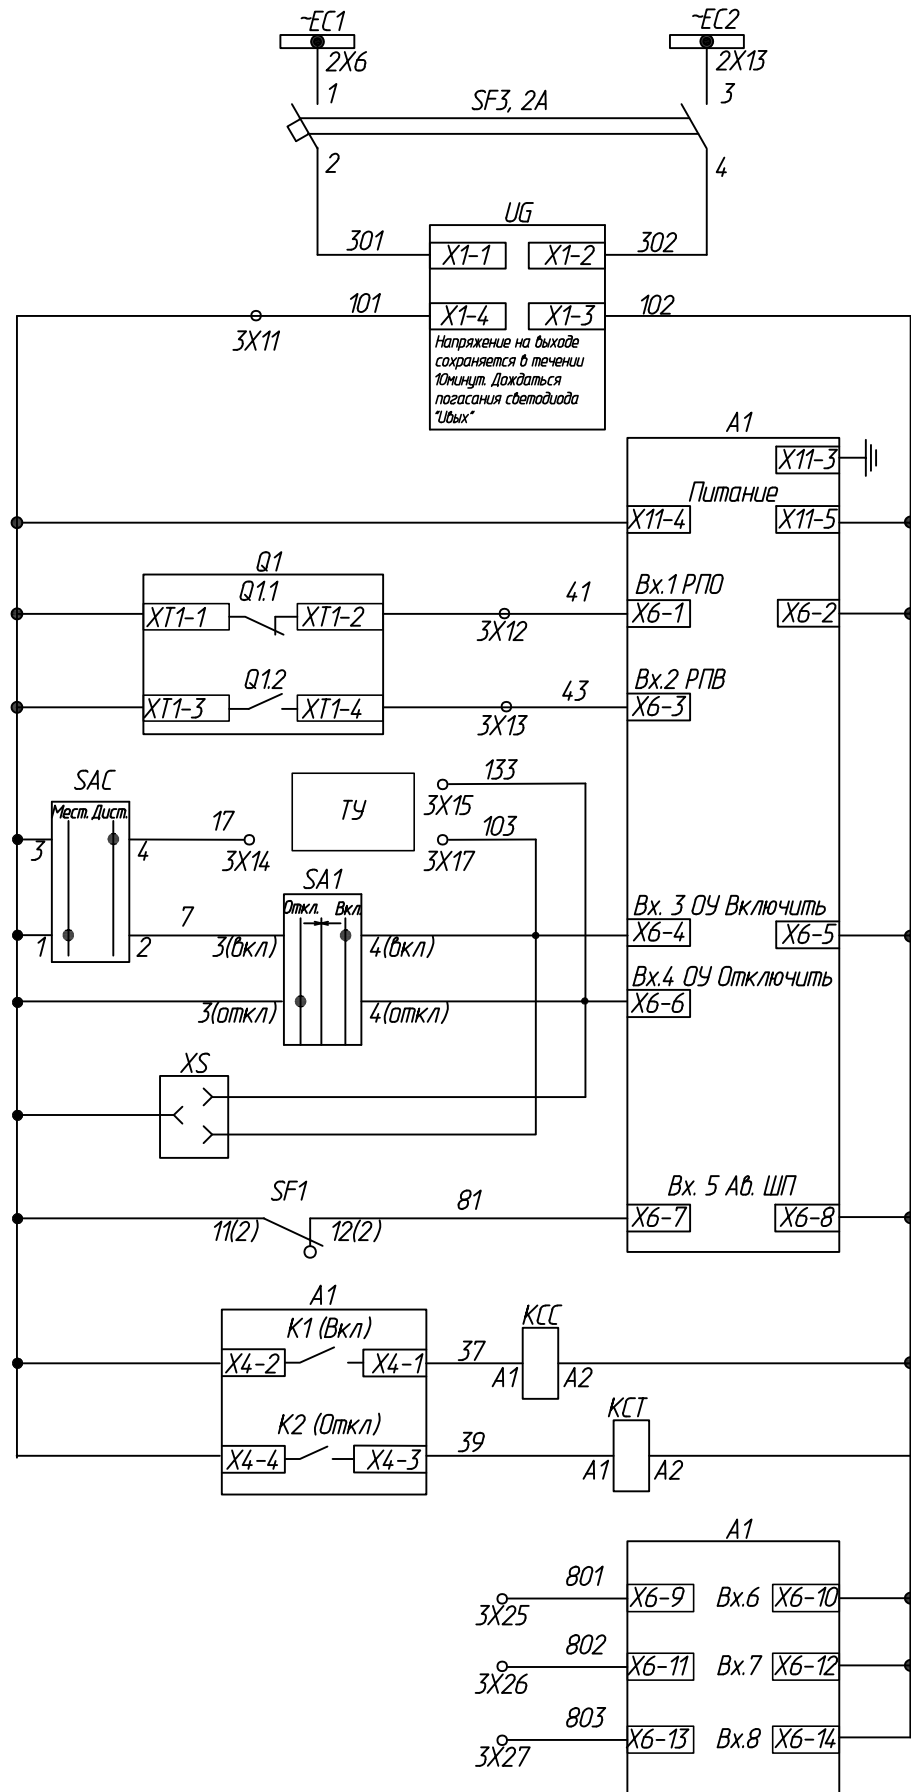 ~EC1 ~EC2
2X6 2X13
1 SF3, 2A 3
2 4
UG
301 X1-1 X1-2 302
101 X1-4 X1-3 102
3X11
Напряжение на выходе
сохраняется в течении
10минут. Дождаться
погасания светодиода
"Uвых"
A1
X11-3
Питание
X11-4 X11-5
Q1
Q1.1 41 Вх.1 РПО
XT1-1 XT1-2 X6-1 X6-2
3X12
Q1.2 43 Вх.2 РПВ
XT1-3 XT1-4 X6-3
3X13
SAC 133
ТУ 3X15
Мест. Дист. 17 103
3 4 3X14 3X17
SA1
Откл. Вкл.
7 Вх. 3 ОУ Включить
1 2 3(вкл) 4(вкл) X6-4 X6-5
Вх.4 ОУ Отключить
3(откл) 4(откл) X6-6
XS
Вх. 5 Ав. ШП
SF1 81
11(2) 12(2) X6-7 X6-8
A1
К1 (Вкл) KCC
X4-2 X4-1 37 A1 A2
К2 (Откл) KCT
X4-4 X4-3 39 A1 A2
A1
801
3X25 X6-9 Вх.6 X6-10
802
3X26 X6-11 Вх.7 X6-12
803
3X27 X6-13 Вх.8 X6-14